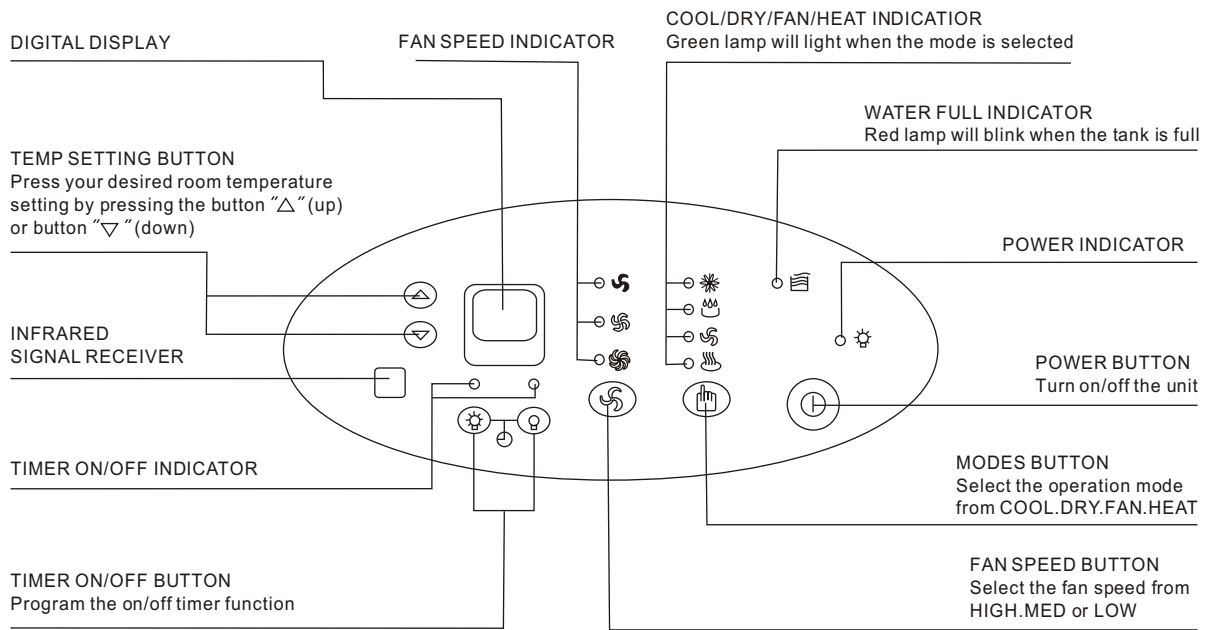 COOL/DRY/FAN/HEAT INDICATIOR
Green lamp will light when the mode is selected
DIGITAL DISPLAY
FAN SPEED INDICATOR
WATER FULL INDICATOR
Red lamp will blink when the tank is full
TEMP SETTING BUTTON
Press your desired room temperature
setting by pressing the button "△"(up)
or button "▽ "(down)
POWER INDICATOR
INFRARED
SIGNAL RECEIVER
POWER BUTTON
Turn on/off the unit
TIMER ON/OFF INDICATOR
MODES BUTTON
Select the operation mode
from COOL.DRY.FAN.HEAT
TIMER ON/OFF BUTTON
Program the on/off timer function
FAN SPEED BUTTON
Select the fan speed from
HIGH.MED or LOW